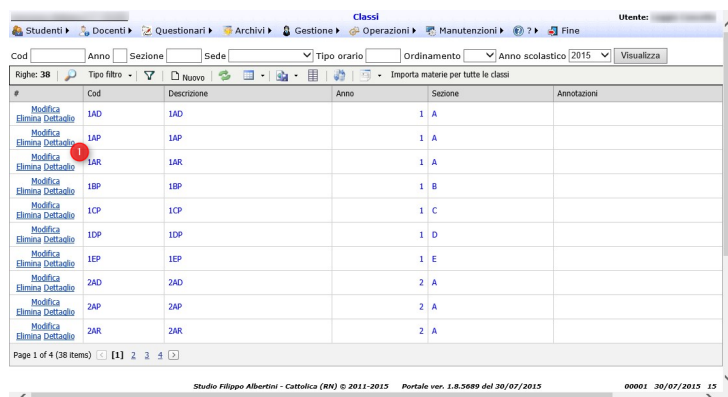 Classi
Utente:
Studenti Docenti Questionari Archivi Gestione Operazioni Manutenzioni ? Fine
Cod Anno Sezione Sede Tipo orario Ordinamento Anno scolastico 2015 Visualizza
Righe: 38 Tipo filtro Nuovo Importa materie per tutte le classi
# Cod Descrizione Anno Sezione Annotazioni
Modifica
Elimina Dettaglio 1AD 1AD 1 A
Modifica
Elimina Dettaglio 1AP 1AP 1 A
1
Modifica
Elimina Dettaglio 1AR 1AR 1 A
Modifica
Elimina Dettaglio 1BP 1BP 1 B
Modifica
Elimina Dettaglio 1CP 1CP 1 C
Modifica
Elimina Dettaglio 1DP 1DP 1 D
Modifica
Elimina Dettaglio 1EP 1EP 1 E
Modifica
Elimina Dettaglio 2AD 2AD 2 A
Modifica
Elimina Dettaglio 2AP 2AP 2 A
Modifica
Elimina Dettaglio 2AR 2AR 2 A
Page 1 of 4 (38 items) [1] 2 3 4
Studio Filippo Albertini - Cattolica (RN) © 2011-2015 Portale ver. 1.8.5689 del 30/07/2015 00001 30/07/2015 15